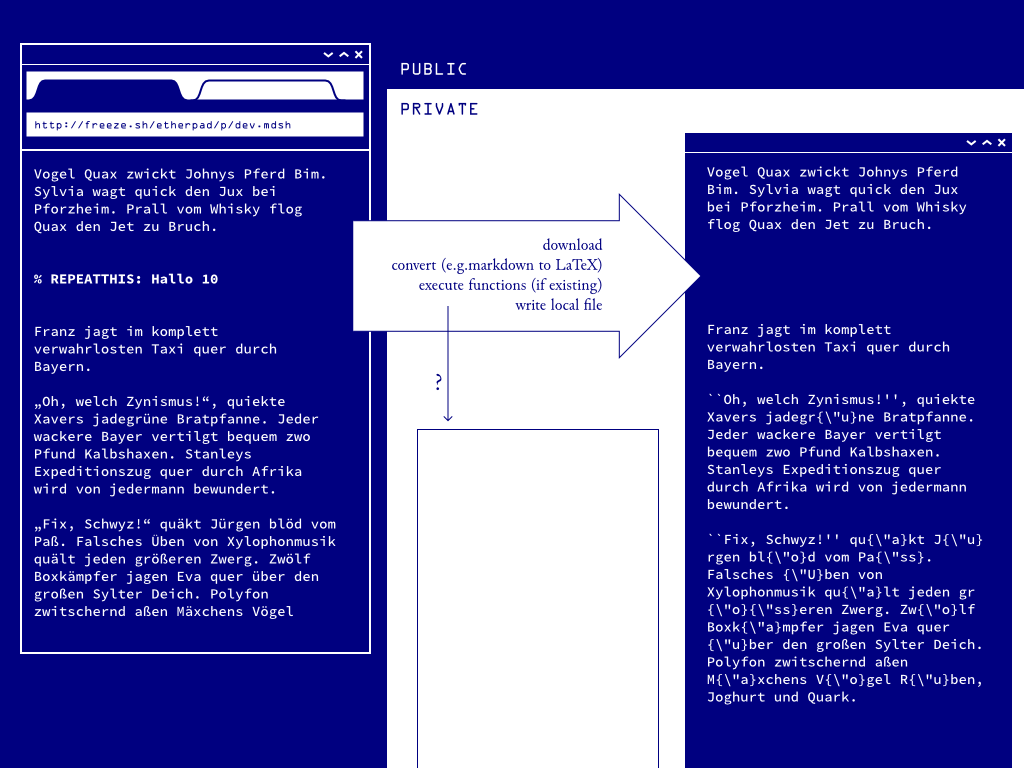 PUBLIC
PRIVATE
http://freeze.sh/etherpad/p/dev.mdsh
Vogel Quax zwickt Johnys Pferd Bim.
Sylvia wagt quick den Jux bei
Pforzheim. Prall vom Whisky flog
Quax den Jet zu Bruch.
% REPEATTHIS: Hallo 10
Franz jagt im komplett
verwahrlosten Taxi quer durch
Bayern.
„Oh, welch Zynismus!“, quiekte
Xavers jadegrüne Bratpfanne. Jeder
wackere Bayer vertilgt bequem zwo
Pfund Kalbshaxen. Stanleys
Expeditionszug quer durch Afrika
wird von jedermann bewundert.
„Fix, Schwyz!“ quäkt Jürgen blöd vom
Paß. Falsches Üben von Xylophonmusik
quält jeden größeren Zwerg. Zwölf
Boxkämpfer jagen Eva quer über den
großen Sylter Deich. Polyfon
zwitschernd aßen Mäxchens Vögel
download
convert (e.g.markdown to LaTeX)
execute functions (if existing)
write local file
?
Vogel Quax zwickt Johnys Pferd
Bim. Sylvia wagt quick den Jux
bei Pforzheim. Prall vom Whisky
flog Quax den Jet zu Bruch.
Franz jagt im komplett
verwahrlosten Taxi quer durch
Bayern.
``Oh, welch Zynismus!'', quiekte
Xavers jadegr{\"u}ne Bratpfanne.
Jeder wackere Bayer vertilgt
bequem zwo Pfund Kalbshaxen.
Stanleys Expeditionszug quer
durch Afrika wird von jedermann
bewundert.
``Fix, Schwyz!'' qu{\"a}kt J{\"u}
rgen bl{\"o}d vom Pa{\"ss}.
Falsches {\"U}ben von
Xylophonmusik qu{\"a}lt jeden gr
{\"o}{\"ss}eren Zwerg. Zw{\"o}lf
Boxk{\"a}mpfer jagen Eva quer
{\"u}ber den großen Sylter Deich.
Polyfon zwitschernd aßen
M{\"a}xchens V{\"o}gel R{\"u}ben,
Joghurt und Quark.